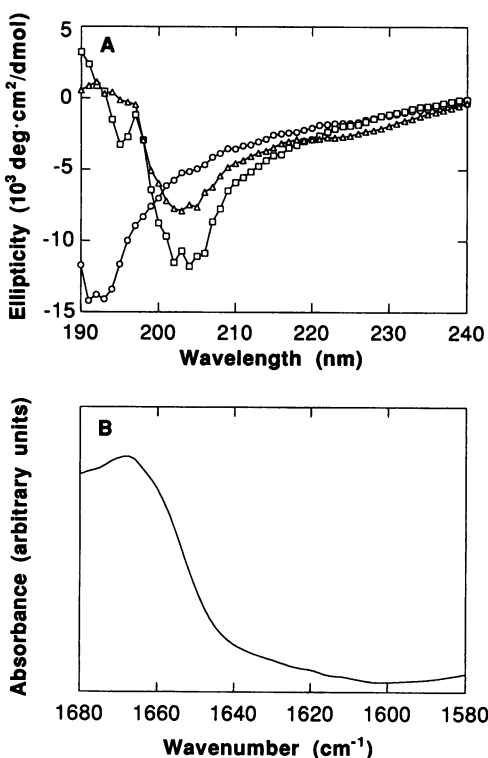 A
5
0
-5
-10
-15
Ellipticity (10³ deg·cm²/dmol)
190 200 210 220 230 240
Wavelength (nm)
B
Absorbance (arbitrary units)
1680 1660 1640 1620 1600 1580
Wavenumber (cm⁻¹)